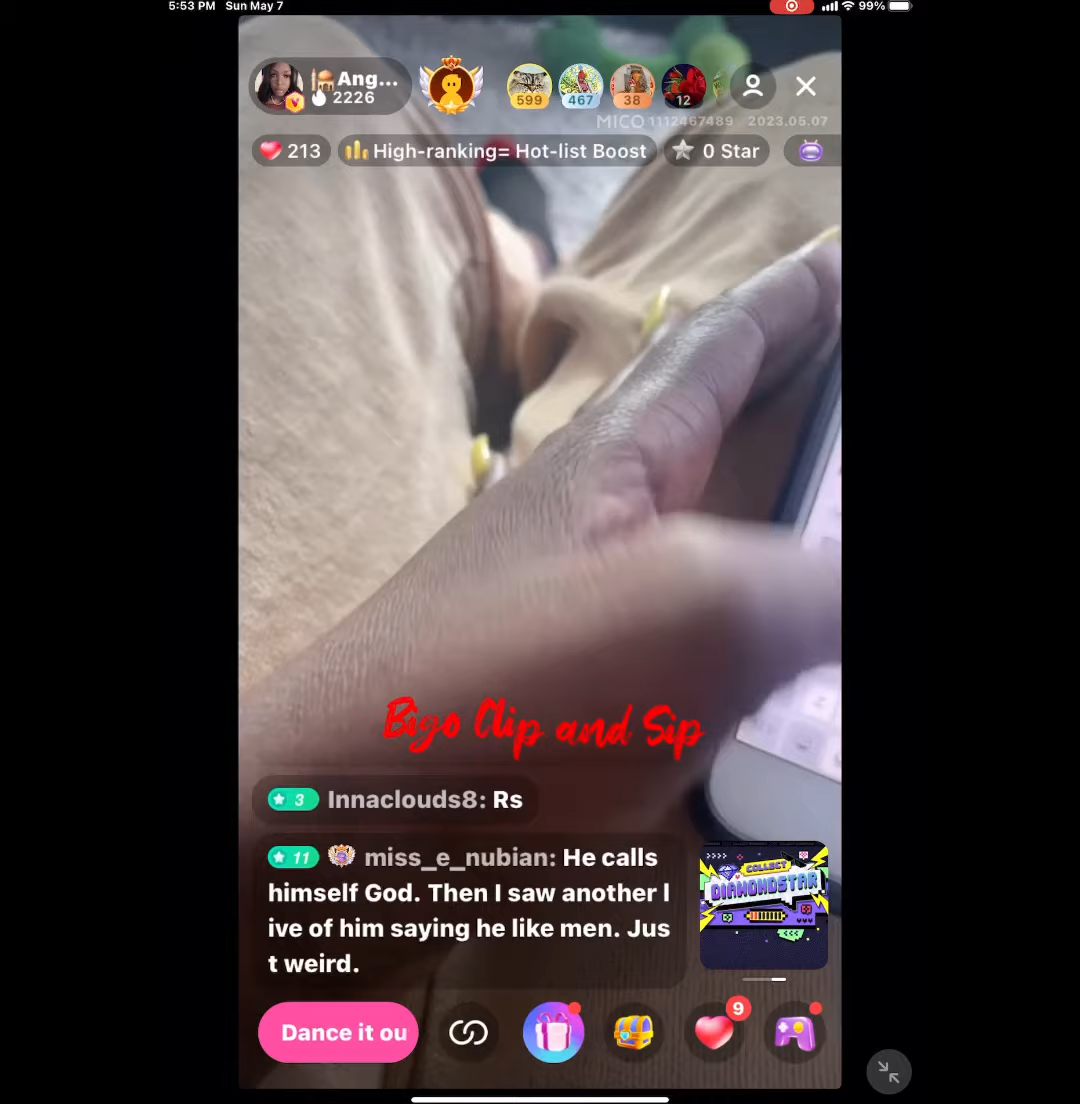 5:53 PM Sun May 7
99%
Ang...
2226
599
467
38
12
MICO 1112467489 2023.05.07
213
High-ranking= Hot-list Boost
0 Star
Bigo Clip and Sip
3 Innaclouds8: Rs
11 miss_e_nubian: He calls
himself God. Then I saw another l
ive of him saying he like men. Jus
t weird.
COLLECT
DIAMONDSTAR
Dance it ou
9